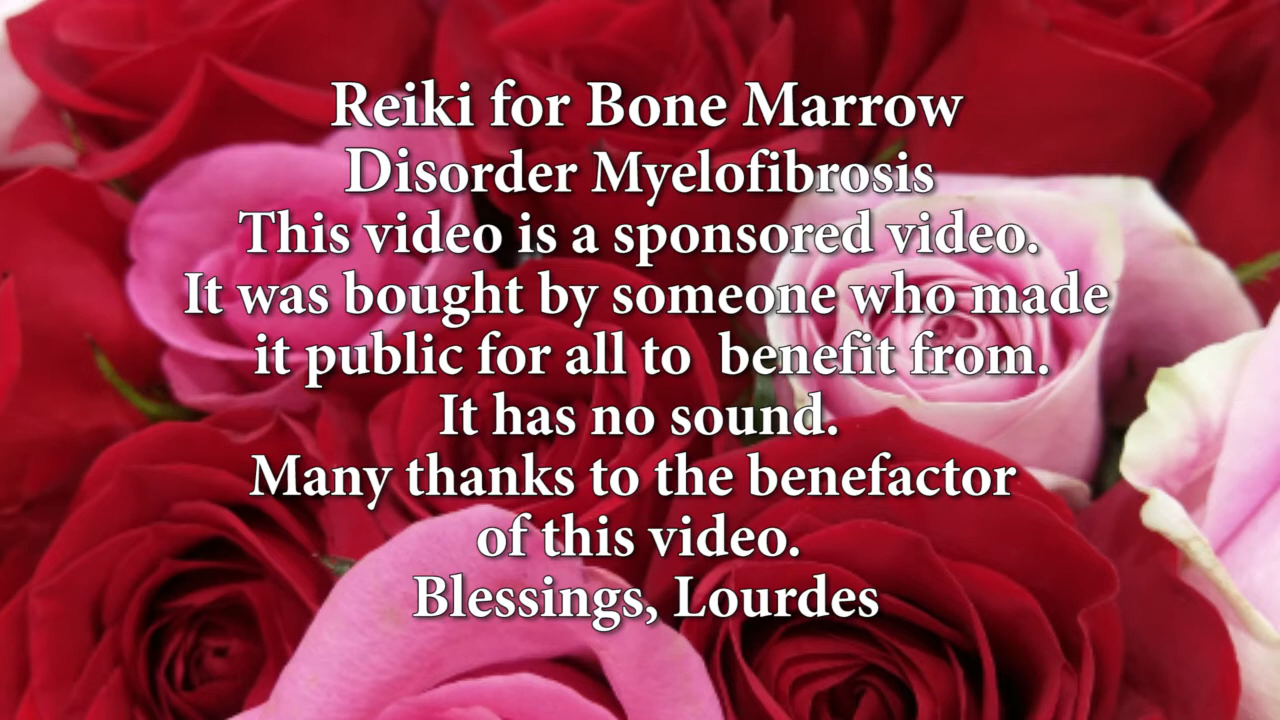 Reiki for Bone Marrow
Disorder Myelofibrosis
This video is a sponsored video.
It was bought by someone who made
it public for all to  benefit from.
It has no sound.
Many thanks to the benefactor
of this video.
Blessings, Lourdes